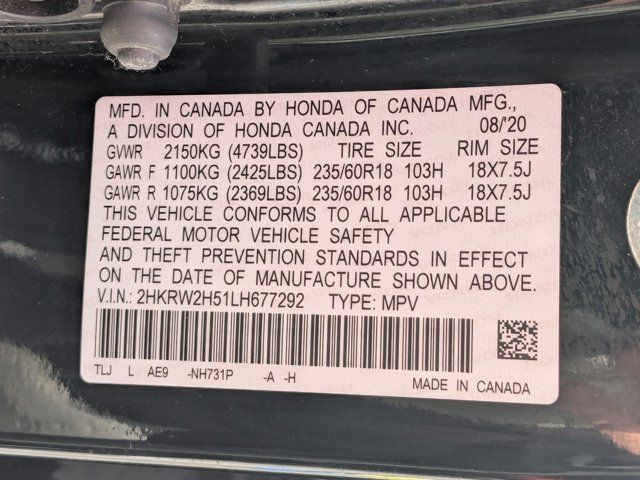 MFD. IN CANADA BY HONDA OF CANADA MFG.,
A DIVISION OF HONDA CANADA INC. 08/'20
GVWR 2150KG (4739LBS) TIRE SIZE RIM SIZE
GAWR F 1100KG (2425LBS) 235/60R18 103H 18X7.5J
GAWR R 1075KG (2369LBS) 235/60R18 103H 18X7.5J
THIS VEHICLE CONFORMS TO ALL APPLICABLE
FEDERAL MOTOR VEHICLE SAFETY
AND THEFT PREVENTION STANDARDS IN EFFECT
ON THE DATE OF MANUFACTURE SHOWN ABOVE.
V.I.N.: 2HKRW2H51LH677292 TYPE: MPV
TLJ L AE9 -NH731P -A -H
MADE IN CANADA